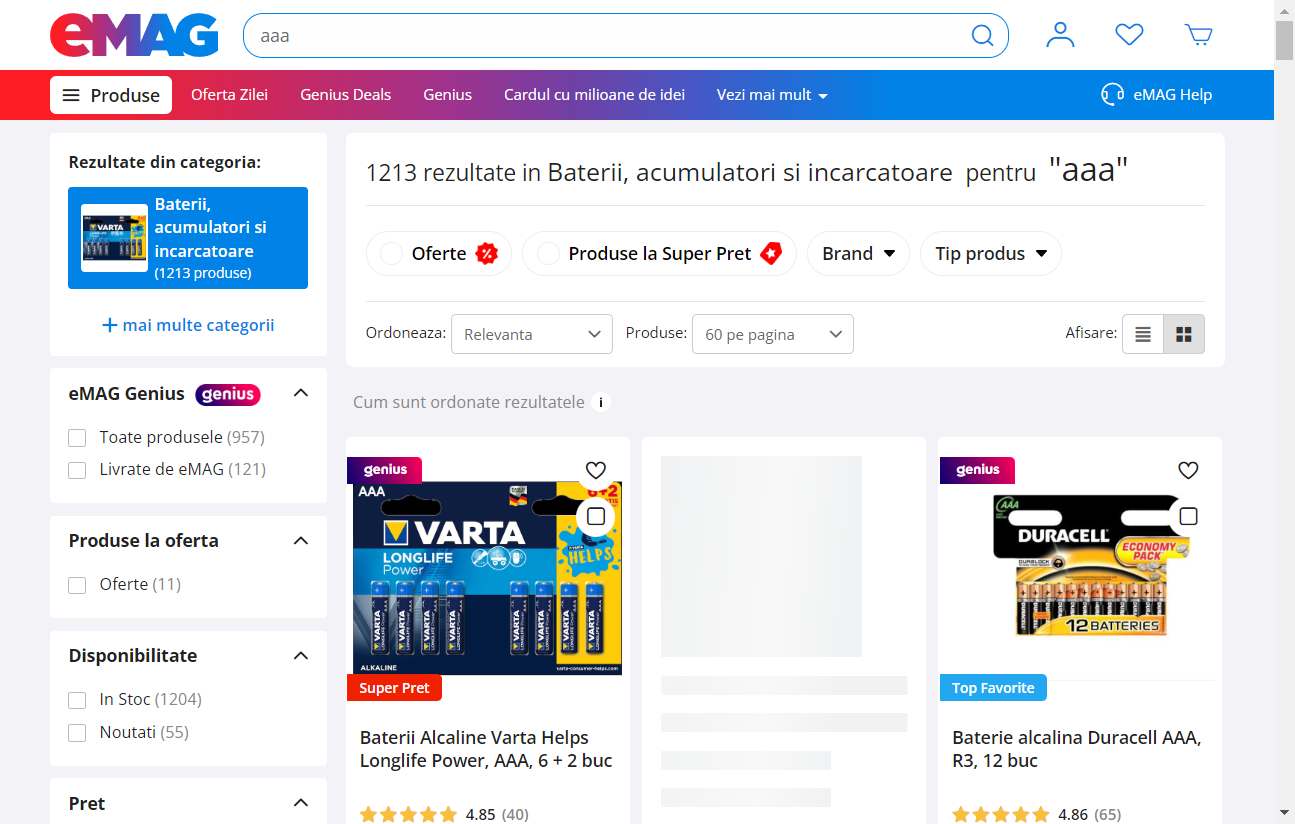 eMAG
aaa
Produse
Oferta Zilei
Genius Deals
Genius
Cardul cu milioane de idei
Vezi mai mult
eMAG Help
Rezultate din categoria:
Baterii,
acumulatori si
incarcatoare
(1213 produse)
+ mai multe categorii
eMAG Genius genius
Toate produsele (957)
Livrate de eMAG (121)
Produse la oferta
Oferte (11)
Disponibilitate
In Stoc (1204)
Noutati (55)
Pret
1213 rezultate in Baterii, acumulatori si incarcatoare pentru "aaa"
Oferte
Produse la Super Pret
Brand
Tip produs
Ordoneaza: Relevanta
Produse: 60 pe pagina
Afisare:
Cum sunt ordonate rezultatele i
genius
AAA
6+2
VARTA
LONGLIFE
Power
HELPS
ALKALINE
varta-consumer-helps.com
Super Pret
Baterii Alcaline Varta Helps
Longlife Power, AAA, 6 + 2 buc
4.85 (40)
genius
AAA
DURACELL
ECONOMY
PACK
12 BATTERIES
Top Favorite
Baterie alcalina Duracell AAA,
R3, 12 buc
4.86 (65)